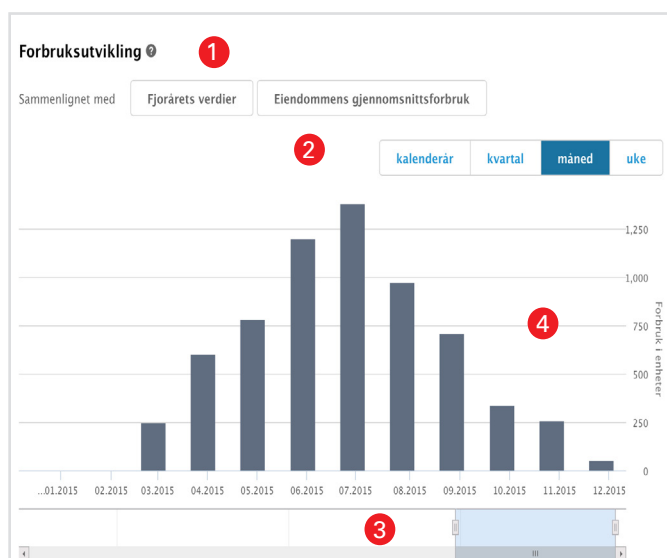 Forbruksutvikling ?
1
Sammenlignet med Fjorårets verdier Eiendommens gjennomsnittsforbruk
2
kalenderår kvartal måned uke
1,250
1,000
750
500
250
0
Forbruk i enheter
4
...01.2015 02.2015 03.2015 04.2015 05.2015 06.2015 07.2015 08.2015 09.2015 10.2015 11.2015 12.2015
3